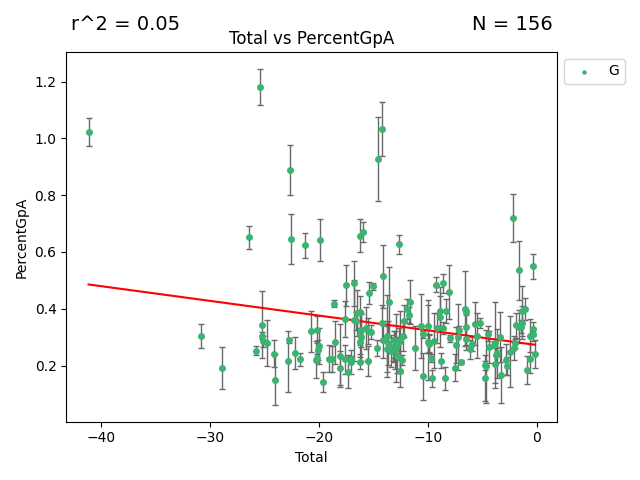 r^2 = 0.05
N = 156
Total vs PercentGpA
G
PercentGpA
1.2
1.0
0.8
0.6
0.4
0.2
−40
−30
−20
−10
0
Total